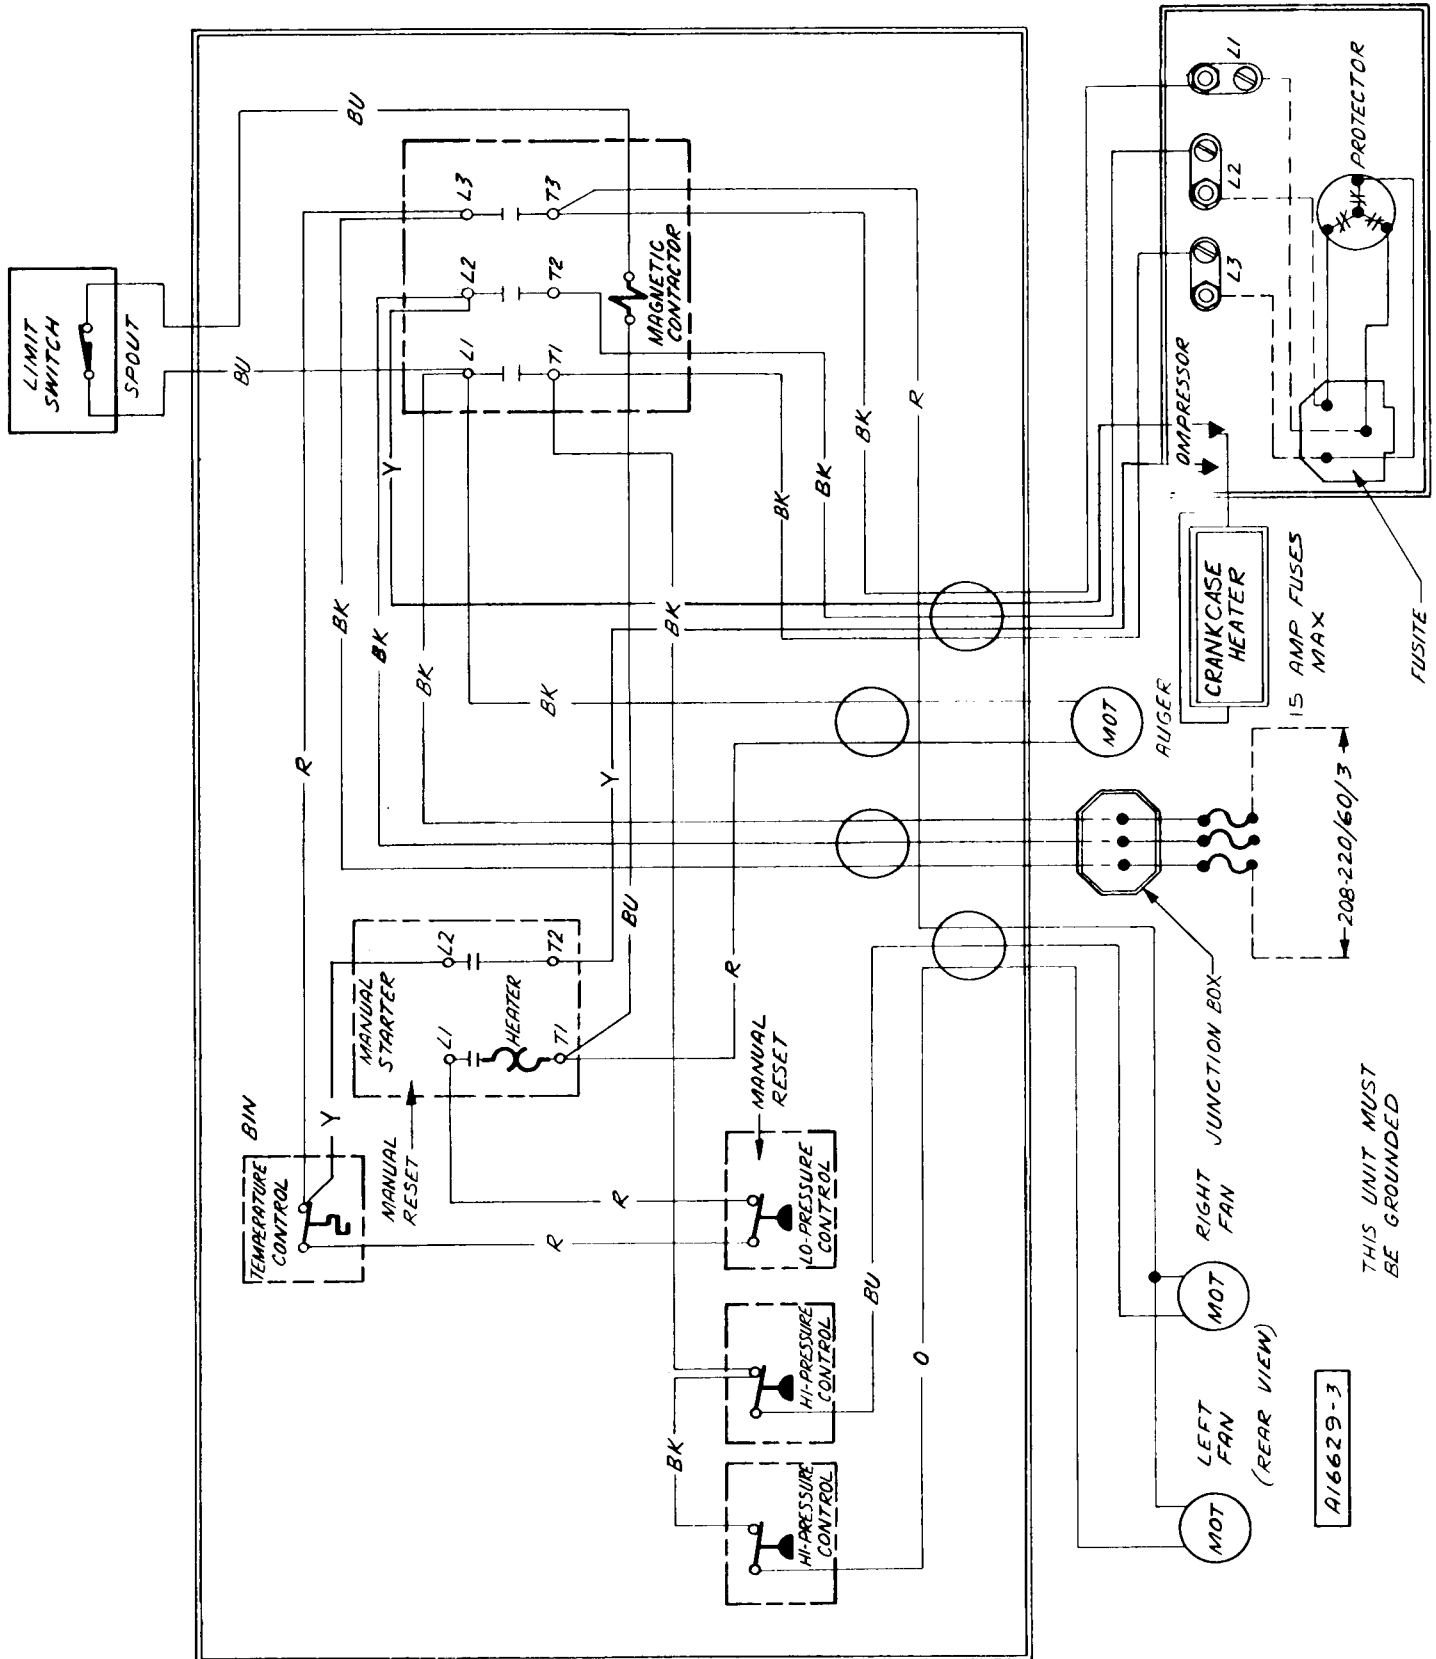 LIMIT
SWITCH
SPOUT
BU
BU
L3
T3
L2
T2
L1
T1
MAGNETIC
CONTACTOR
R
BK
BK
BK
Y
BK
BK
BK
BK
BK
R
Y
BU
R
MANUAL
STARTER
L2
T2
L1
HEATER
T1
MANUAL
RESET
BIN
TEMPERATURE
CONTROL
Y
R
R
MANUAL
RESET
LO-PRESSURE
CONTROL
HI-PRESSURE
CONTROL
HI-PRESSURE
CONTROL
BK
BU
O
L1
L2
L3
PROTECTOR
OMPRESSOR
FUSITE
CRANKCASE
HEATER
15 AMP FUSES
MAX
MOT
AUGER
208-220/60/3
JUNCTION BOX
RIGHT
FAN
MOT
LEFT
FAN
MOT
(REAR VIEW)
THIS UNIT MUST
BE GROUNDED
A16629-3